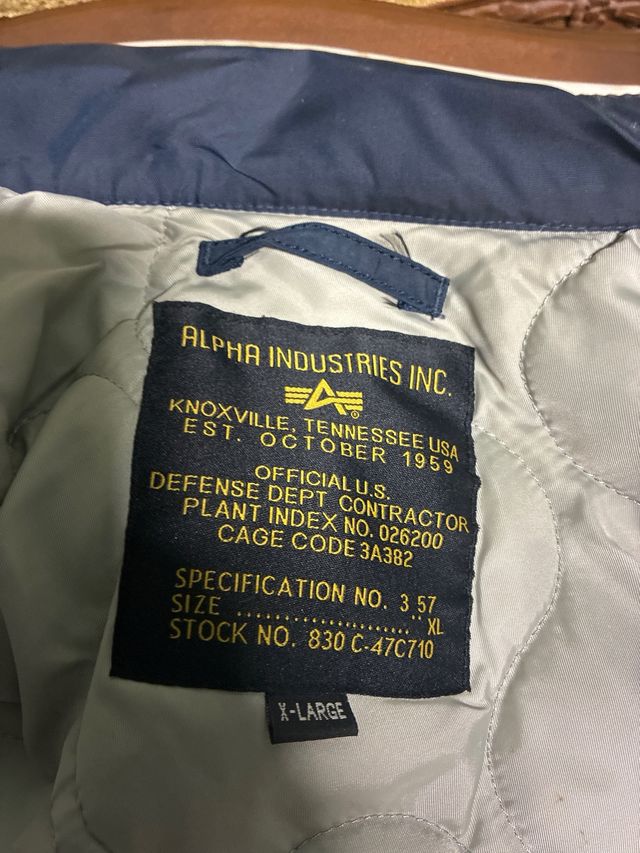 ALPHA INDUSTRIES INC.
A®
KNOXVILLE, TENNESSEE USA
EST. OCTOBER 1959
OFFICIAL U.S.
DEFENSE DEPT CONTRACTOR
PLANT INDEX NO. 026200
CAGE CODE 3A382
SPECIFICATION NO. 3 57
SIZE ...................... XL
STOCK NO. 830 C-47C710
X-LARGE